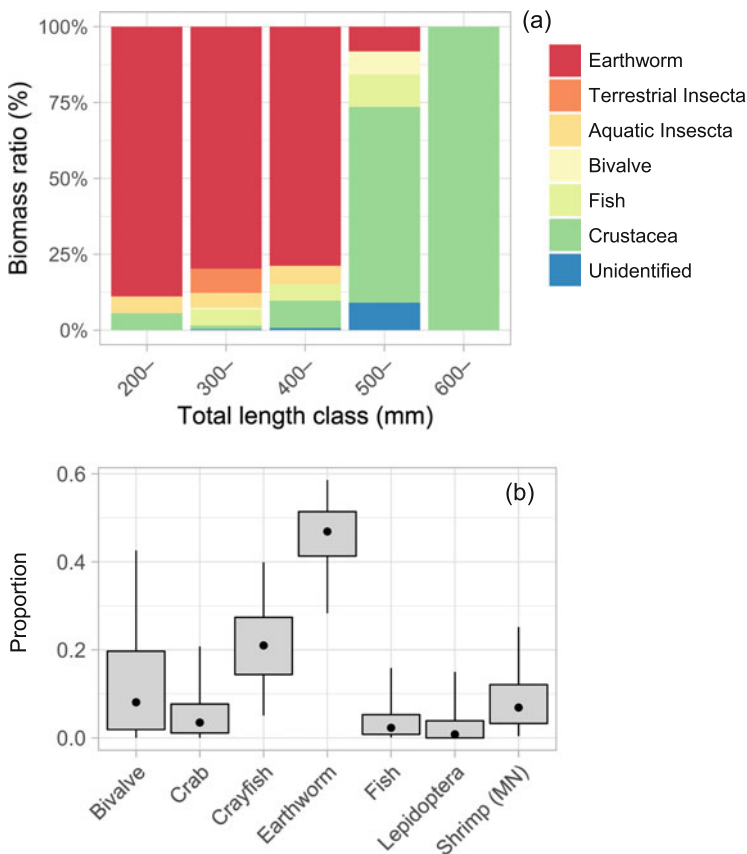 (a)
100%
75%
50%
25%
0%
Biomass ratio (%)
200–
300–
400–
500–
600–
Total length class (mm)
Earthworm
Terrestrial Insecta
Aquatic Insescta
Bivalve
Fish
Crustacea
Unidentified
(b)
0.6
0.4
0.2
0.0
Proportion
Bivalve
Crab
Crayfish
Earthworm
Fish
Lepidoptera
Shrimp (MN)